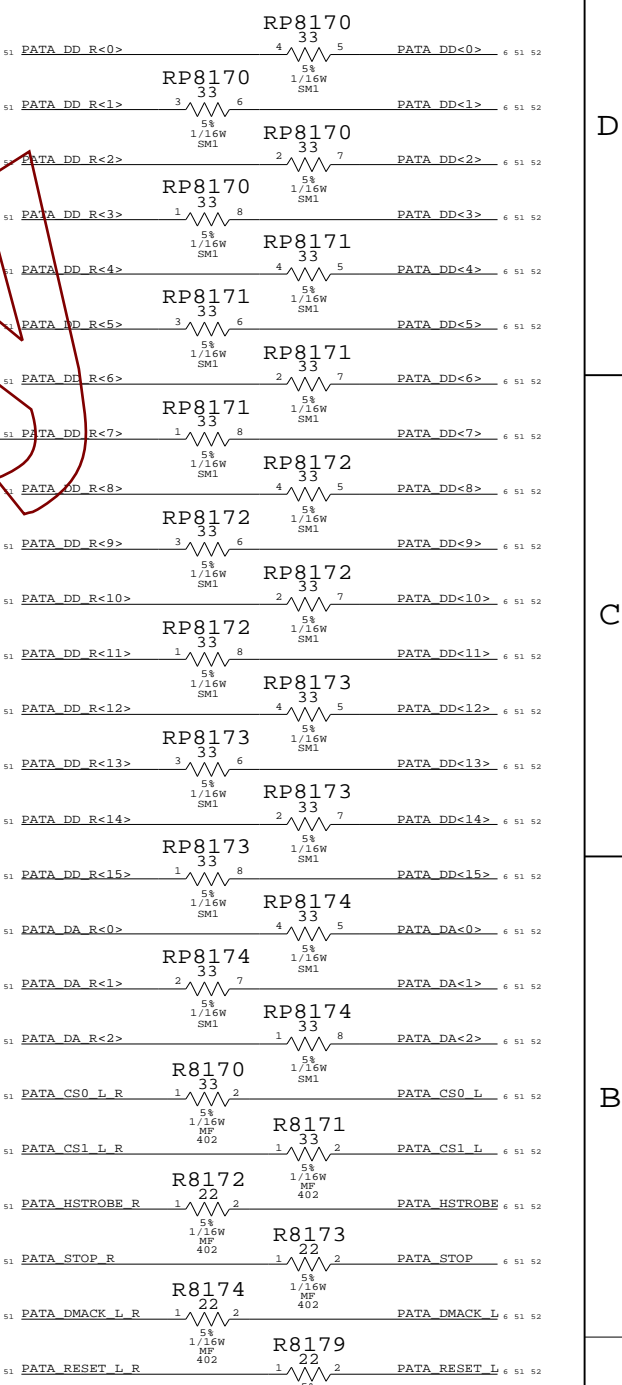 RP8170
33
51 PATA_DD_R<0> 4 5 PATA_DD<0> 6 51 52
5%
1/16W
SM1
RP8170
33
51 PATA_DD_R<1> 3 6 PATA_DD<1> 6 51 52
5%
1/16W
SM1
D
RP8170
33
51 PATA_DD_R<2> 2 7 PATA_DD<2> 6 51 52
5%
1/16W
SM1
RP8170
33
51 PATA_DD_R<3> 1 8 PATA_DD<3> 6 51 52
5%
1/16W
SM1
RP8171
33
51 PATA_DD_R<4> 4 5 PATA_DD<4> 6 51 52
5%
1/16W
SM1
RP8171
33
51 PATA_DD_R<5> 3 6 PATA_DD<5> 6 51 52
5%
1/16W
SM1
RP8171
33
51 PATA_DD_R<6> 2 7 PATA_DD<6> 6 51 52
5%
1/16W
SM1
RP8171
33
51 PATA_DD_R<7> 1 8 PATA_DD<7> 6 51 52
5%
1/16W
SM1
RP8172
33
51 PATA_DD_R<8> 4 5 PATA_DD<8> 6 51 52
5%
1/16W
SM1
RP8172
33
51 PATA_DD_R<9> 3 6 PATA_DD<9> 6 51 52
5%
1/16W
SM1
RP8172
33
51 PATA_DD_R<10> 2 7 PATA_DD<10> 6 51 52
5%
1/16W
SM1
C
RP8172
33
51 PATA_DD_R<11> 1 8 PATA_DD<11> 6 51 52
5%
1/16W
SM1
RP8173
33
51 PATA_DD_R<12> 4 5 PATA_DD<12> 6 51 52
5%
1/16W
SM1
RP8173
33
51 PATA_DD_R<13> 3 6 PATA_DD<13> 6 51 52
5%
1/16W
SM1
RP8173
33
51 PATA_DD_R<14> 2 7 PATA_DD<14> 6 51 52
5%
1/16W
SM1
RP8173
33
51 PATA_DD_R<15> 1 8 PATA_DD<15> 6 51 52
5%
1/16W
SM1
RP8174
33
51 PATA_DA_R<0> 4 5 PATA_DA<0> 6 51 52
5%
1/16W
SM1
RP8174
33
51 PATA_DA_R<1> 2 7 PATA_DA<1> 6 51 52
5%
1/16W
SM1
RP8174
33
51 PATA_DA_R<2> 1 8 PATA_DA<2> 6 51 52
5%
1/16W
SM1
R8170
33
51 PATA_CS0_L_R 1 2 PATA_CS0_L 6 51 52
5%
1/16W
MF
402
B
R8171
33
51 PATA_CS1_L_R 1 2 PATA_CS1_L 6 51 52
5%
1/16W
MF
402
R8172
22
51 PATA_HSTROBE_R 1 2 PATA_HSTROBE 6 51 52
5%
1/16W
MF
402
R8173
22
51 PATA_STOP_R 1 2 PATA_STOP 6 51 52
5%
1/16W
MF
402
R8174
22
51 PATA_DMACK_L_R 1 2 PATA_DMACK_L 6 51 52
5%
1/16W
MF
402
R8179
22
51 PATA_RESET_L_R 1 2 PATA_RESET_L 6 51 52